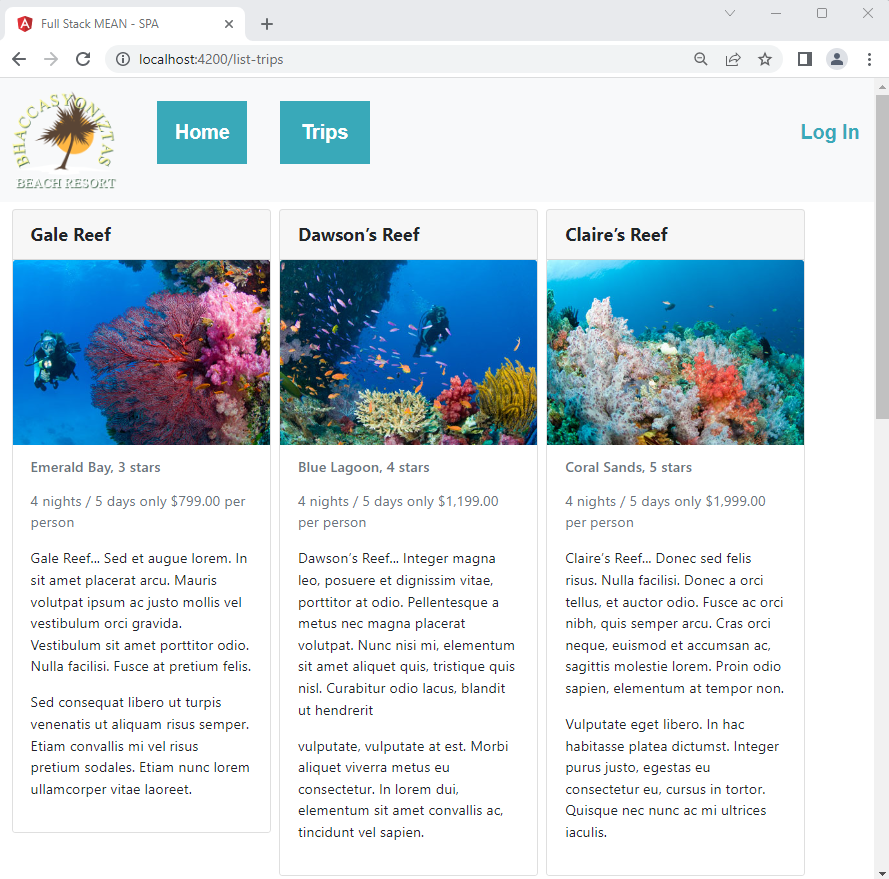 Full Stack MEAN - SPA
localhost:4200/list-trips
BHACCASYONIZTAS
BEACH RESORT
Home
Trips
Log In
Gale Reef
Emerald Bay, 3 stars
4 nights / 5 days only $799.00 per
person
Gale Reef... Sed et augue lorem. In
sit amet placerat arcu. Mauris
volutpat ipsum ac justo mollis vel
vestibulum orci gravida.
Vestibulum sit amet porttitor odio.
Nulla facilisi. Fusce at pretium felis.
Sed consequat libero ut turpis
venenatis ut aliquam risus semper.
Etiam convallis mi vel risus
pretium sodales. Etiam nunc lorem
ullamcorper vitae laoreet.
Dawson’s Reef
Blue Lagoon, 4 stars
4 nights / 5 days only $1,199.00
per person
Dawson’s Reef... Integer magna
leo, posuere et dignissim vitae,
porttitor at odio. Pellentesque a
metus nec magna placerat
volutpat. Nunc nisi mi, elementum
sit amet aliquet quis, tristique quis
nisl. Curabitur odio lacus, blandit
ut hendrerit
vulputate, vulputate at est. Morbi
aliquet viverra metus eu
consectetur. In lorem dui,
elementum sit amet convallis ac,
tincidunt vel sapien.
Claire’s Reef
Coral Sands, 5 stars
4 nights / 5 days only $1,999.00
per person
Claire’s Reef... Donec sed felis
risus. Nulla facilisi. Donec a orci
tellus, et auctor odio. Fusce ac orci
nibh, quis semper arcu. Cras orci
neque, euismod et accumsan ac,
sagittis molestie lorem. Proin odio
sapien, elementum at tempor non.
Vulputate eget libero. In hac
habitasse platea dictumst. Integer
purus justo, egestas eu
consectetur eu, cursus in tortor.
Quisque nec nunc ac mi ultrices
iaculis.